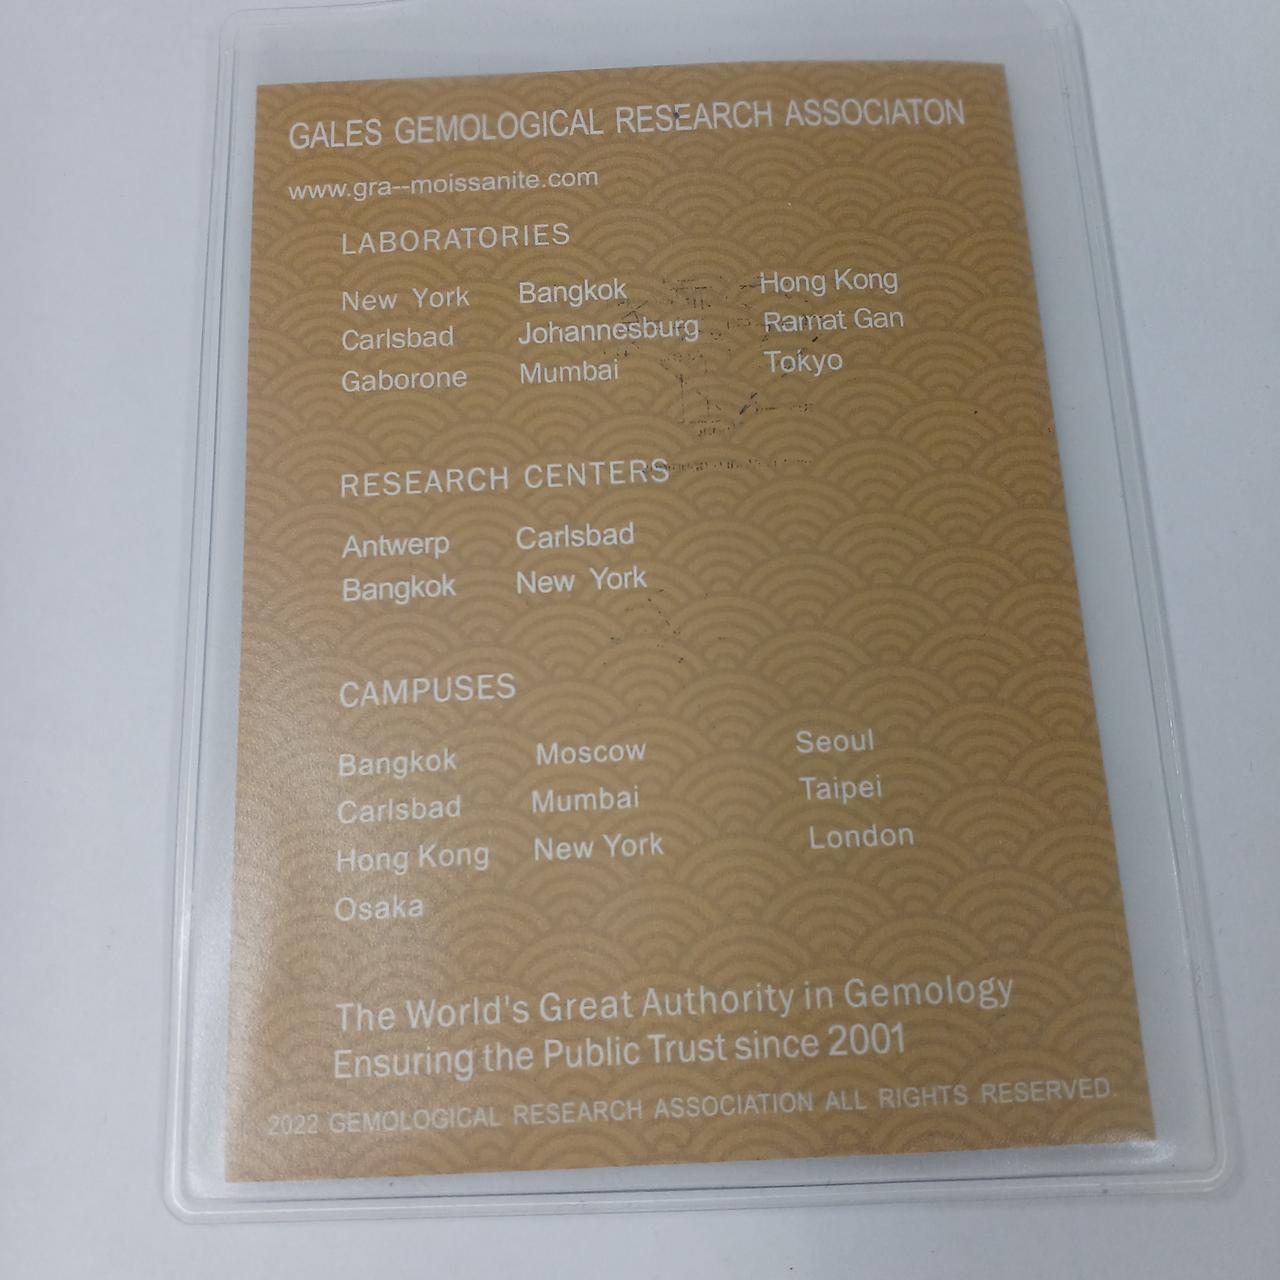 GALES GEMOLOGICAL RESEARCH ASSOCIATON
www.gra--moissanite.com
LABORATORIES
New York Bangkok Hong Kong
Carlsbad Johannesburg Ramat Gan
Gaborone Mumbai Tokyo
RESEARCH CENTERS
Antwerp Carlsbad
Bangkok New York
CAMPUSES
Bangkok Moscow Seoul
Carlsbad Mumbai Taipei
Hong Kong New York London
Osaka
The World's Great Authority in Gemology
Ensuring the Public Trust since 2001
2022 GEMOLOGICAL RESEARCH ASSOCIATION ALL RIGHTS RESERVED.